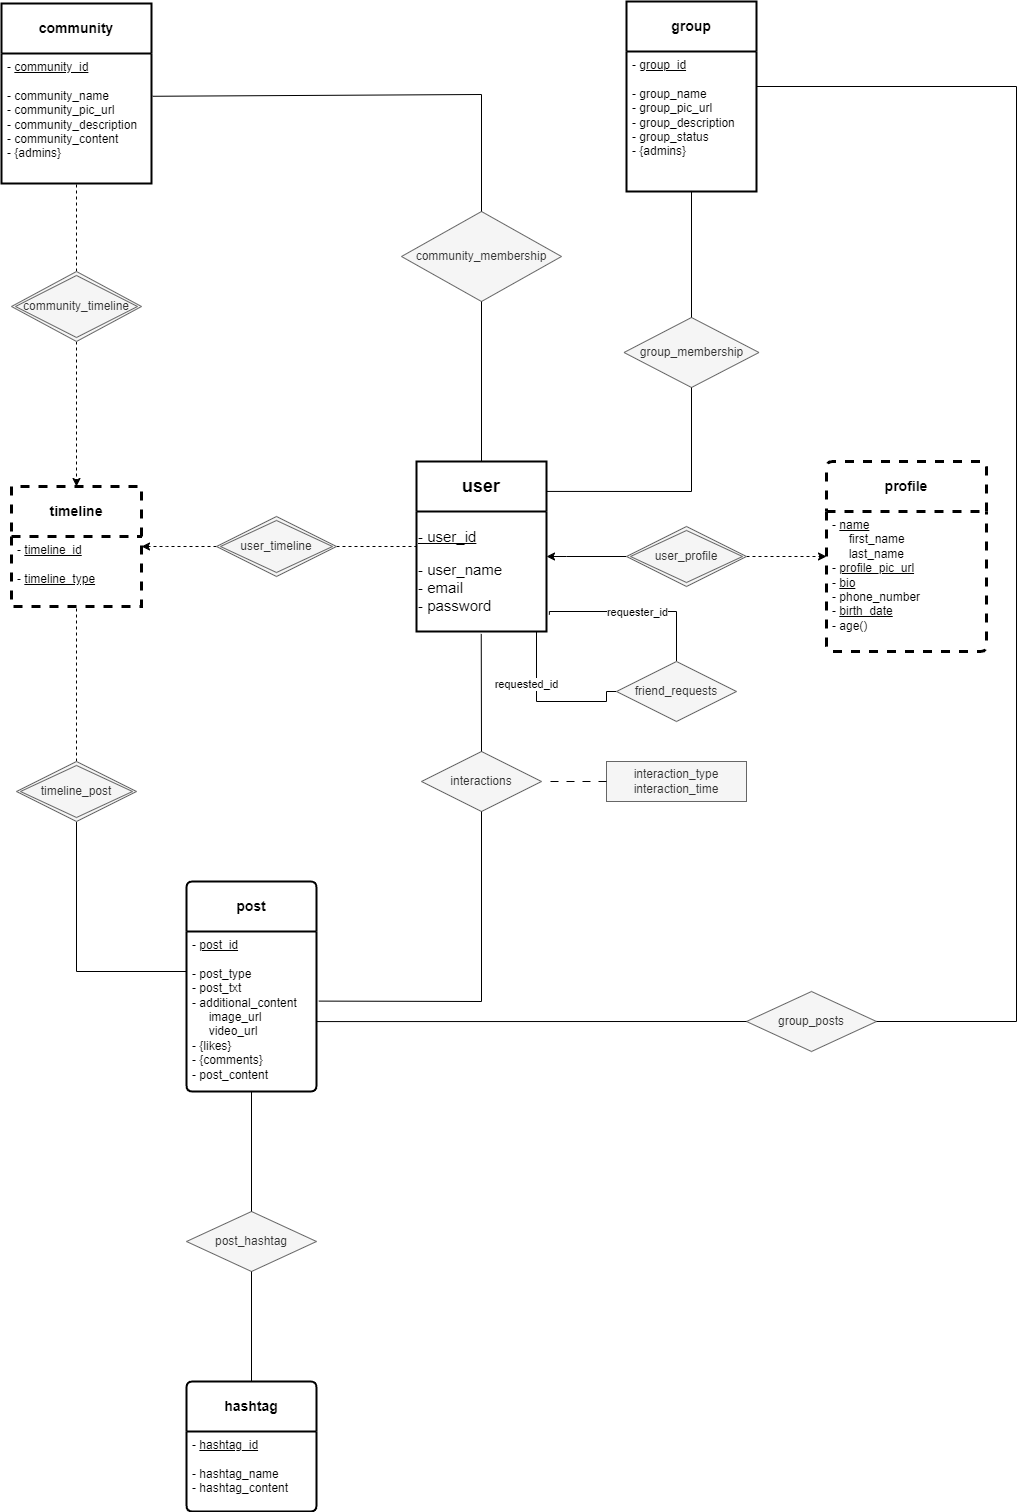 community
- community_id
- community_name
- community_pic_url
- community_description
- community_content
- {admins}
group
- group_id
- group_name
- group_pic_url
- group_description
- group_status
- {admins}
community_membership
community_timeline
group_membership
timeline
- timeline_id
- timeline_type
user_timeline
user
- user_id
- user_name
- email
- password
user_profile
profile
- name
first_name
last_name
- profile_pic_url
- bio
- phone_number
- birth_date
- age()
requester_id
requested_id
friend_requests
interactions
interaction_type
interaction_time
timeline_post
post
- post_id
- post_type
- post_txt
- additional_content
image_url
video_url
- {likes}
- {comments}
- post_content
group_posts
post_hashtag
hashtag
- hashtag_id
- hashtag_name
- hashtag_content